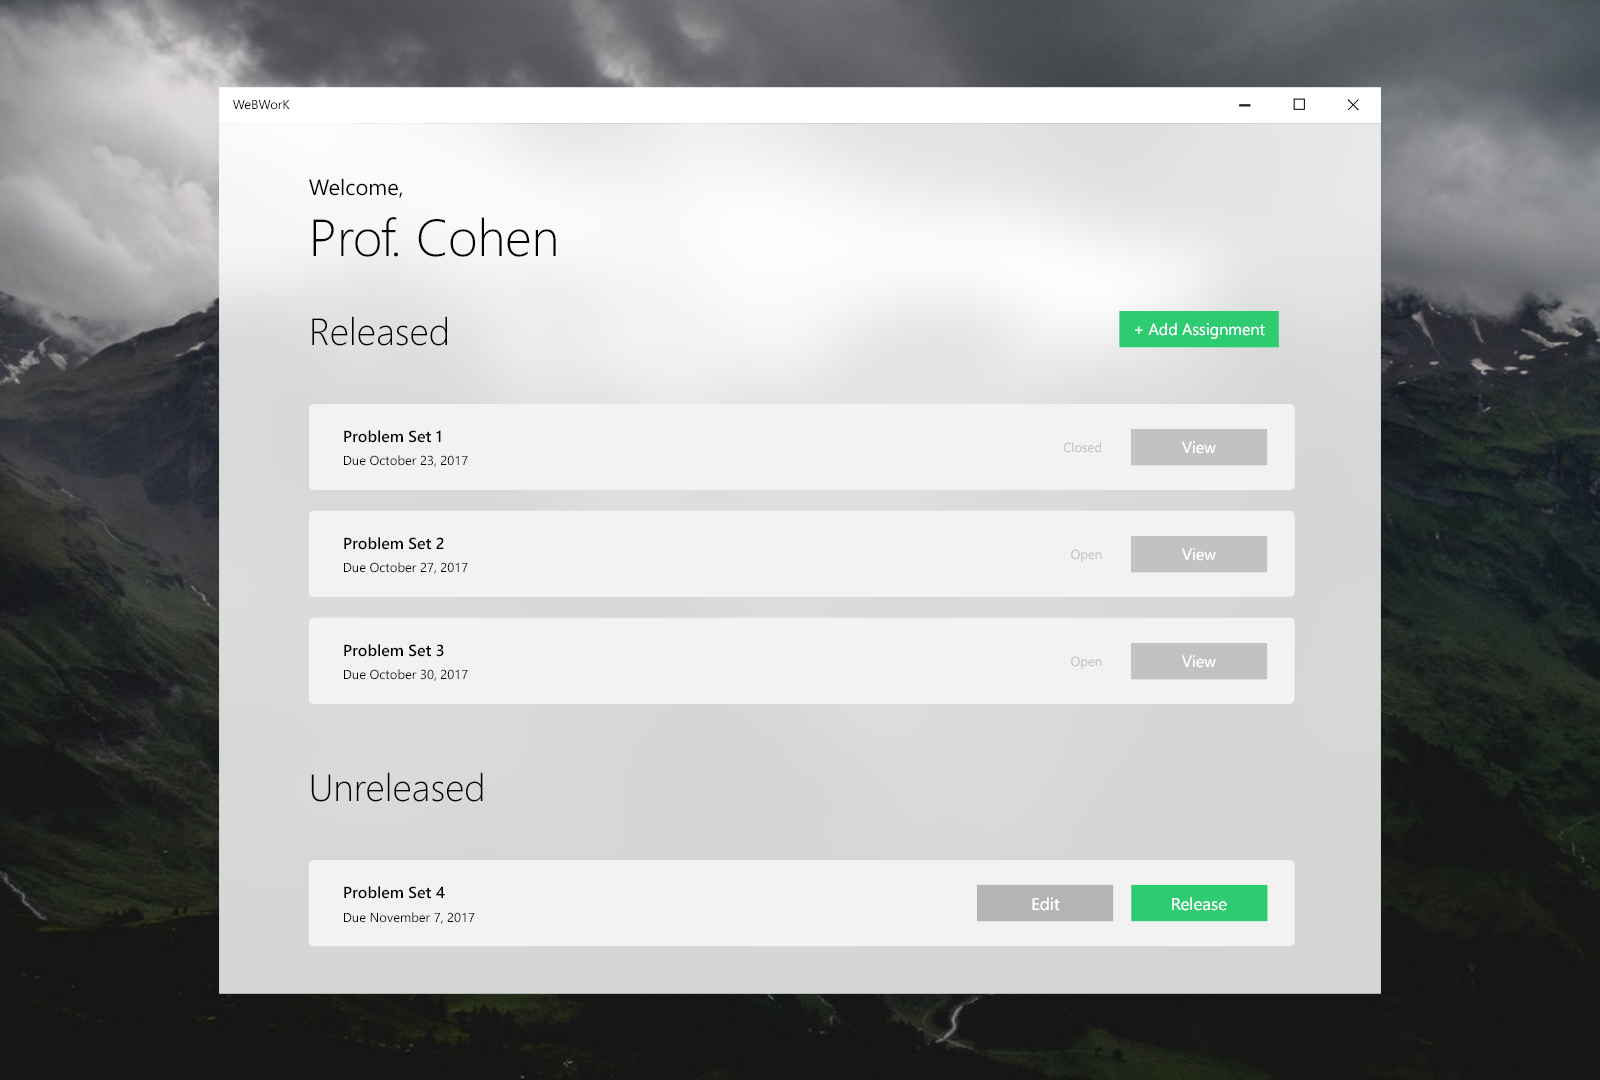 WeBWorK
Welcome,
Prof. Cohen
Released
+ Add Assignment
Problem Set 1
Due October 23, 2017
Closed
View
Problem Set 2
Due October 27, 2017
Open
View
Problem Set 3
Due October 30, 2017
Open
View
Unreleased
Problem Set 4
Due November 7, 2017
Edit
Release